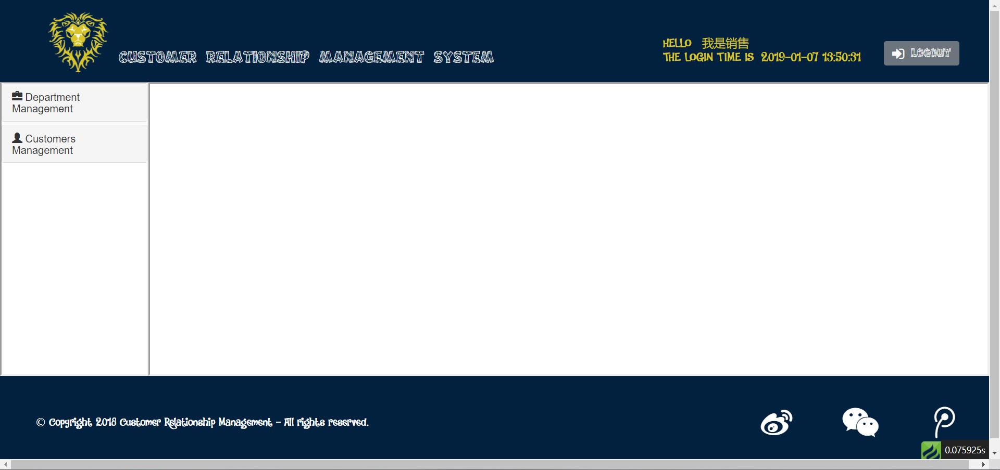 CUSTOMER RELATIONSHIP MANAGEMENT SYSTEM
HELLO 我是销售
THE LOGIN TIME IS 2019-01-07 13:50:31
LOGOUT
Department
Management
Customers
Management
© Copyright 2018 Customer Relationship Management - All rights reserved.
0.075925s